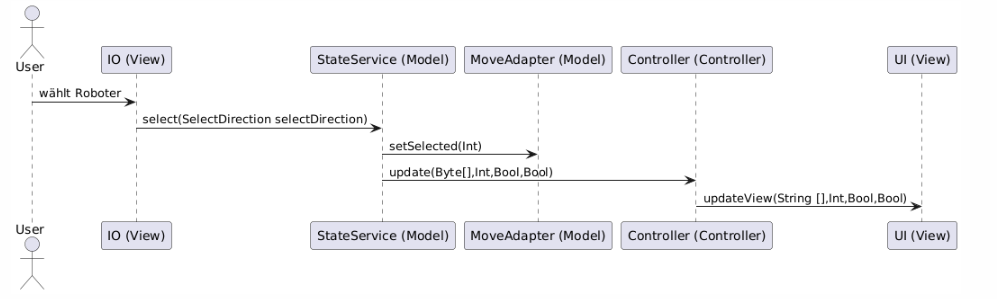 User
IO (View)
StateService (Model)
MoveAdapter (Model)
Controller (Controller)
UI (View)
wählt Roboter
select(SelectDirection selectDirection)
setSelected(Int)
update(Byte[],Int,Bool,Bool)
updateView(String [],Int,Bool,Bool)
User
IO (View)
StateService (Model)
MoveAdapter (Model)
Controller (Controller)
UI (View)